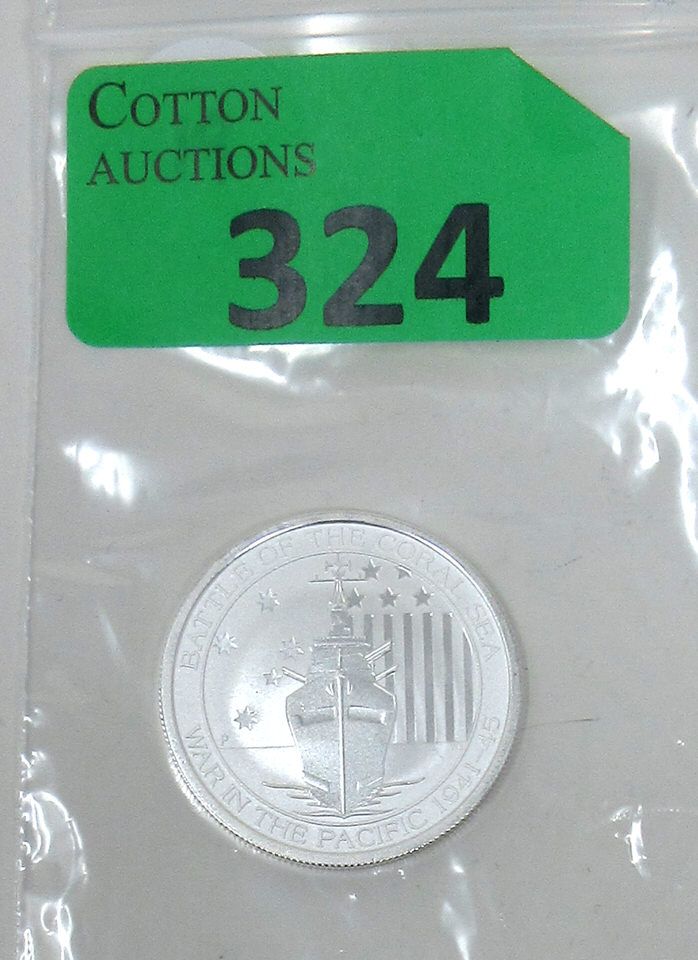 COTTON
AUCTIONS
324
BATTLE OF THE CORAL SEA
WAR IN THE PACIFIC 1941-45
P